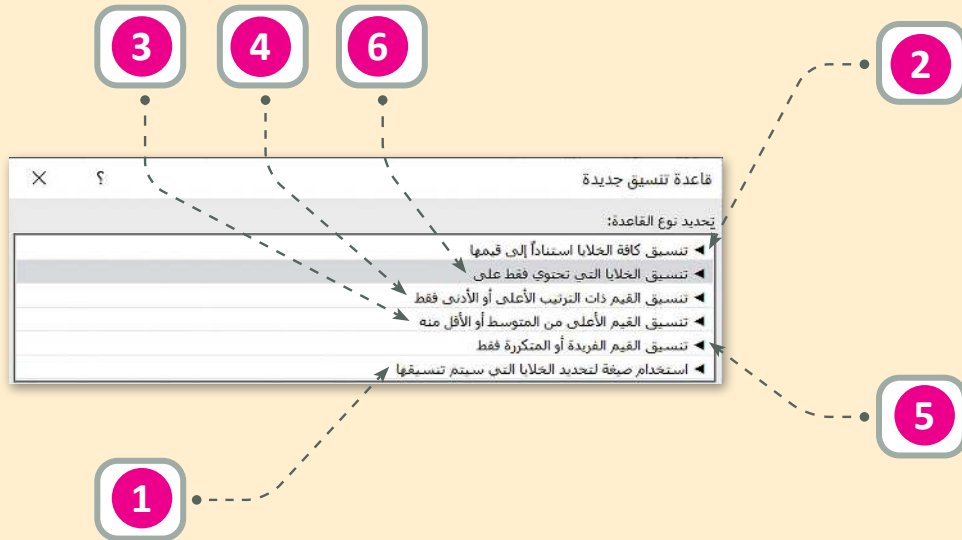 3 4 6
2
قاعدة تنسيق جديدة ؟ ×
تحديد نوع القاعدة:
◄ تنسيق كافة الخلايا استناداً إلى قيمها
◄ تنسيق الخلايا التي تحتوي فقط على
◄ تنسيق القيم ذات الترتيب الأعلى أو الأدنى فقط
◄ تنسيق القيم الأعلى من المتوسط أو الأقل منه
◄ تنسيق القيم الفريدة أو المتكررة فقط
◄ استخدام صيغة لتحديد الخلايا التي سيتم تنسيقها
5
1